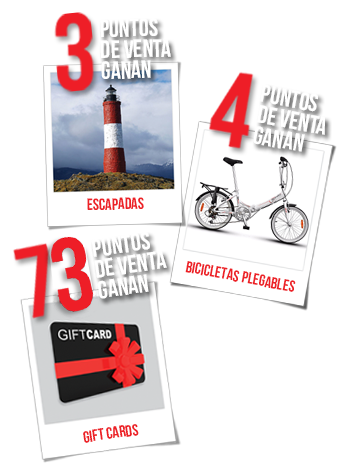 3 PUNTOS
DE VENTA
GANAN
ESCAPADAS
4 PUNTOS
DE VENTA
GANAN
BICICLETAS PLEGABLES
73 PUNTOS
DE VENTA
GANAN
GIFTCARD
GIFT CARDS